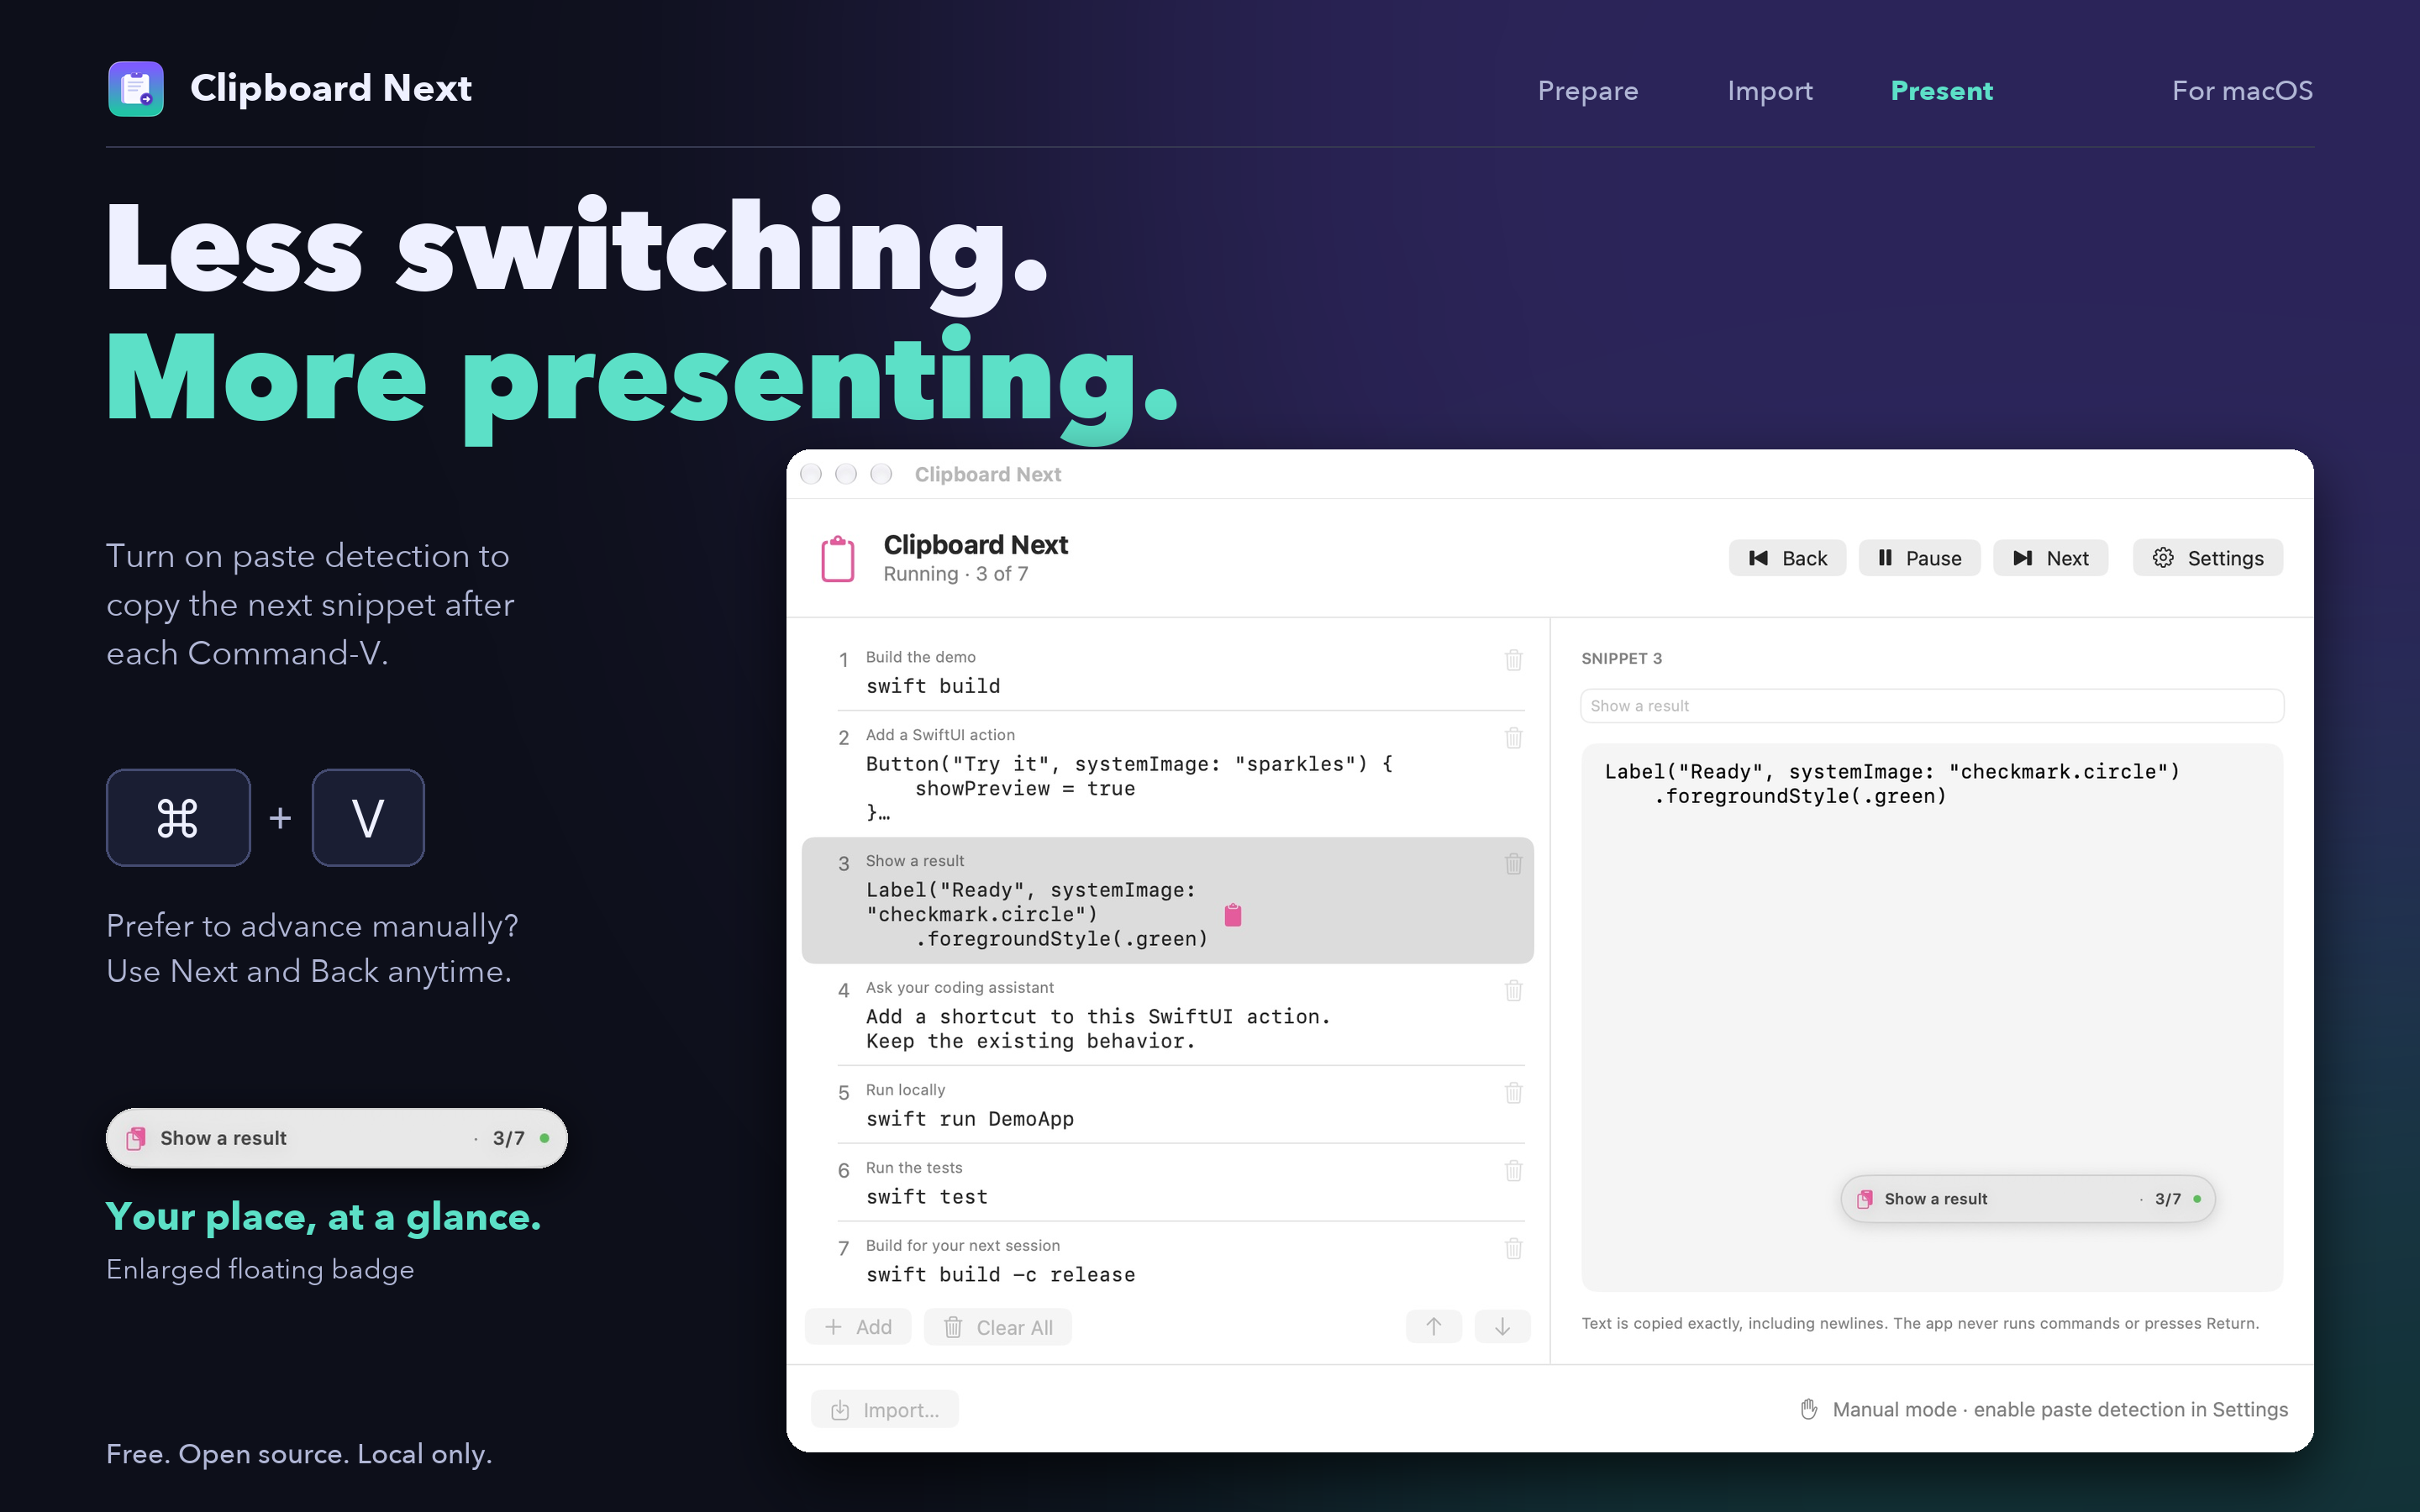 Clipboard Next
Prepare
Import
Present
For macOS
Less switching.
More presenting.
Turn on paste detection to
copy the next snippet after
each Command-V.
⌘ + V
Prefer to advance manually?
Use Next and Back anytime.
Show a result · 3/7
Your place, at a glance.
Enlarged floating badge
Free. Open source. Local only.
Clipboard Next
Clipboard Next
Running · 3 of 7
Back
Pause
Next
Settings
1 Build the demo
swift build
2 Add a SwiftUI action
Button("Try it", systemImage: "sparkles") {
    showPreview = true
}…
3 Show a result
Label("Ready", systemImage:
"checkmark.circle")
    .foregroundStyle(.green)
4 Ask your coding assistant
Add a shortcut to this SwiftUI action.
Keep the existing behavior.
5 Run locally
swift run DemoApp
6 Run the tests
swift test
7 Build for your next session
swift build -c release
Add
Clear All
SNIPPET 3
Show a result
Label("Ready", systemImage: "checkmark.circle")
    .foregroundStyle(.green)
Show a result · 3/7
Text is copied exactly, including newlines. The app never runs commands or presses Return.
Import...
Manual mode · enable paste detection in Settings